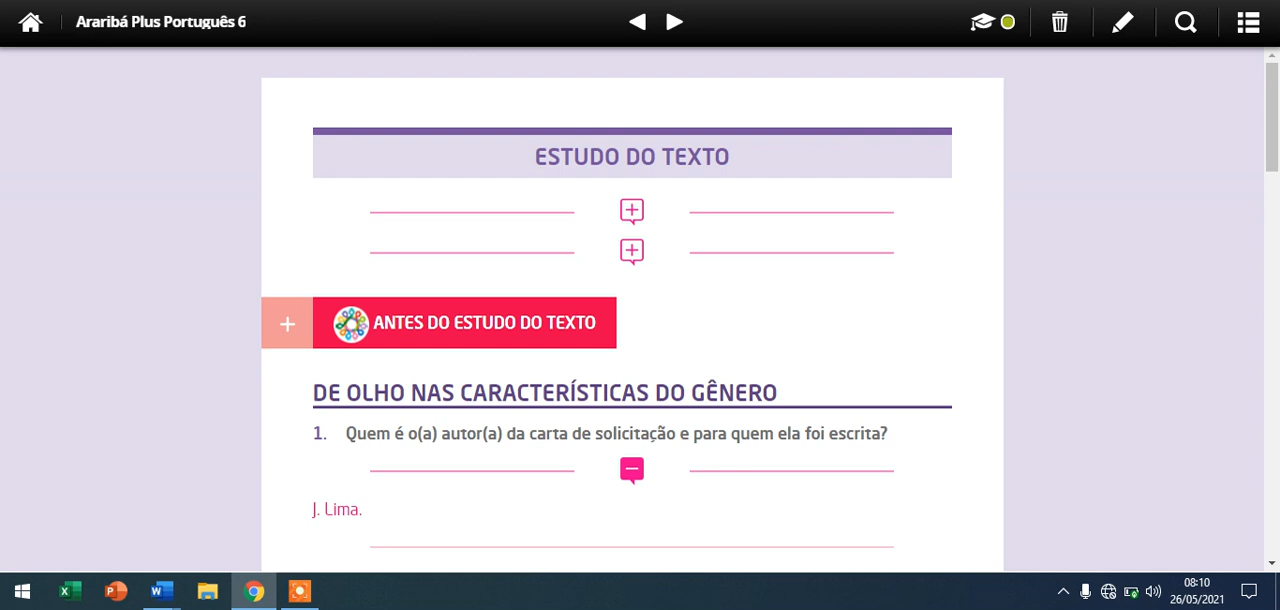 Araribá Plus Português 6
ESTUDO DO TEXTO
ANTES DO ESTUDO DO TEXTO
DE OLHO NAS CARACTERÍSTICAS DO GÊNERO
1. Quem é o(a) autor(a) da carta de solicitação e para quem ela foi escrita?
J. Lima.
08:10
26/05/2021